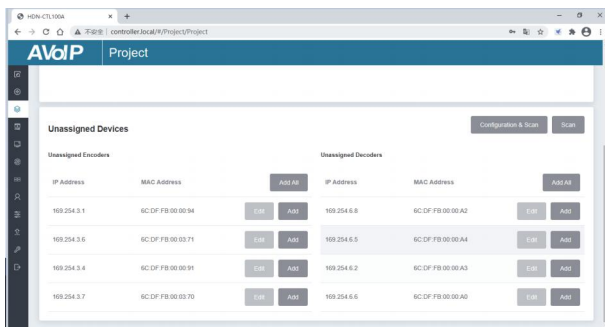 HDN-CTL100A
不安全 | controller.local/#/Project/Project
AVoIP Project
Unassigned Devices
Configuration & Scan Scan
Unassigned Encoders Unassigned Decoders
IP Address MAC Address Add All IP Address MAC Address Add All
169.254.3.1 6C:DF:FB:00:00:94 Edit Add 169.254.6.8 6C:DF:FB:00:00:A2 Edit Add
169.254.3.6 6C:DF:FB:00:03:71 Edit Add 169.254.6.5 6C:DF:FB:00:00:A4 Edit Add
169.254.3.4 6C:DF:FB:00:00:91 Edit Add 169.254.6.2 6C:DF:FB:00:00:A3 Edit Add
169.254.3.7 6C:DF:FB:00:03:70 Edit Add 169.254.6.6 6C:DF:FB:00:00:A0 Edit Add